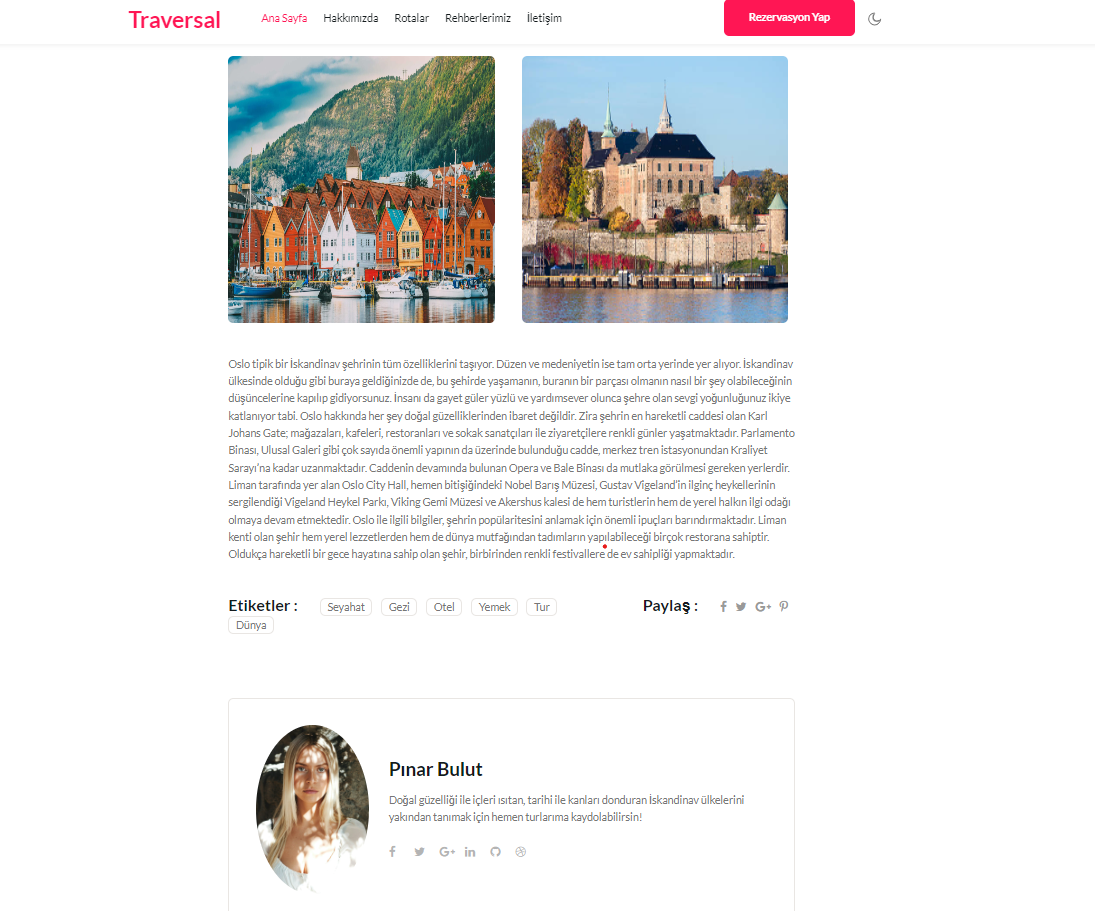 Traversal
Ana Sayfa Hakkımızda Rotalar Rehberlerimiz İletişim
Rezervasyon Yap
Oslo tipik bir İskandinav şehrinin tüm özelliklerini taşıyor. Düzen ve medeniyetin ise tam orta yerinde yer alıyor. İskandinav
ülkesinde olduğu gibi buraya geldiğinizde de, bu şehirde yaşamanın, buranın bir parçası olmanın nasıl bir şey olabileceğinin
düşüncelerine kapılıp gidiyorsunuz. İnsanı da gayet güler yüzlü ve yardımsever olunca şehre olan sevgi yoğunluğunuz ikiye
katlanıyor tabi. Oslo hakkında her şey doğal güzelliklerinden ibaret değildir. Zira şehrin en hareketli caddesi olan Karl
Johans Gate; mağazaları, kafeleri, restoranları ve sokak sanatçıları ile ziyaretçilere renkli günler yaşatmaktadır. Parlamento
Binası, Ulusal Galeri gibi çok sayıda önemli yapının da üzerinde bulunduğu cadde, merkez tren istasyonundan Kraliyet
Sarayı’na kadar uzanmaktadır. Caddenin devamında bulunan Opera ve Bale Binası da mutlaka görülmesi gereken yerlerdir.
Liman tarafında yer alan Oslo City Hall, hemen bitişiğindeki Nobel Barış Müzesi, Gustav Vigeland’in ilginç heykellerinin
sergilendiği Vigeland Heykel Parkı, Viking Gemi Müzesi ve Akershus kalesi de hem turistlerin hem de yerel halkın ilgi odağı
olmaya devam etmektedir. Oslo ile ilgili bilgiler, şehrin popülaritesini anlamak için önemli ipuçları barındırmaktadır. Liman
kenti olan şehir hem yerel lezzetlerden hem de dünya mutfağından tadımların yapılabileceği birçok restorana sahiptir.
Oldukça hareketli bir gece hayatına sahip olan şehir, birbirinden renkli festivallere de ev sahipliği yapmaktadır.
Etiketler : Seyahat Gezi Otel Yemek Tur
Dünya
Paylaş :
Pınar Bulut
Doğal güzelliği ile içleri ısıtan, tarihi ile kanları donduran İskandinav ülkelerini
yakından tanımak için hemen turlarıma kaydolabilirsin!